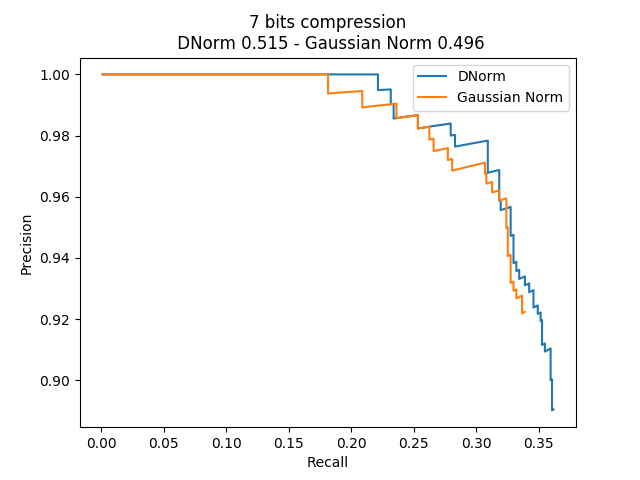 7 bits compression
DNorm 0.515 - Gaussian Norm 0.496
DNorm
Gaussian Norm
Precision
1.00
0.98
0.96
0.94
0.92
0.90
0.00 0.05 0.10 0.15 0.20 0.25 0.30 0.35
Recall